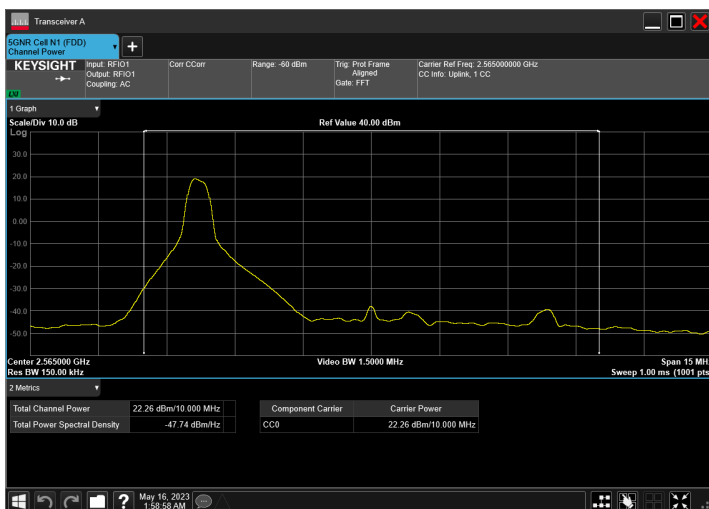 Transceiver A
5GNR Cell N1 (FDD)
Channel Power
KEYSIGHT
LXI
Input: RFIO1
Output: RFIO1
Coupling: AC
Corr CCorr
Range: -60 dBm
Trig: Prot Frame
Aligned
Gate: FFT
Carrier Ref Freq: 2.565000000 GHz
CC Info: Uplink, 1 CC
1 Graph
Scale/Div 10.0 dB
Ref Value 40.00 dBm
Log
30.0
20.0
10.0
0.00
-10.0
-20.0
-30.0
-40.0
-50.0
Center 2.565000 GHz
Video BW 1.5000 MHz
Span 15 MHz
Res BW 150.00 kHz
Sweep 1.00 ms (1001 pts)
2 Metrics
Total Channel Power 22.26 dBm/10.000 MHz
Total Power Spectral Density -47.74 dBm/Hz
Component Carrier Carrier Power
CC0 22.26 dBm/10.000 MHz
?
May 16, 2023
1:58:58 AM